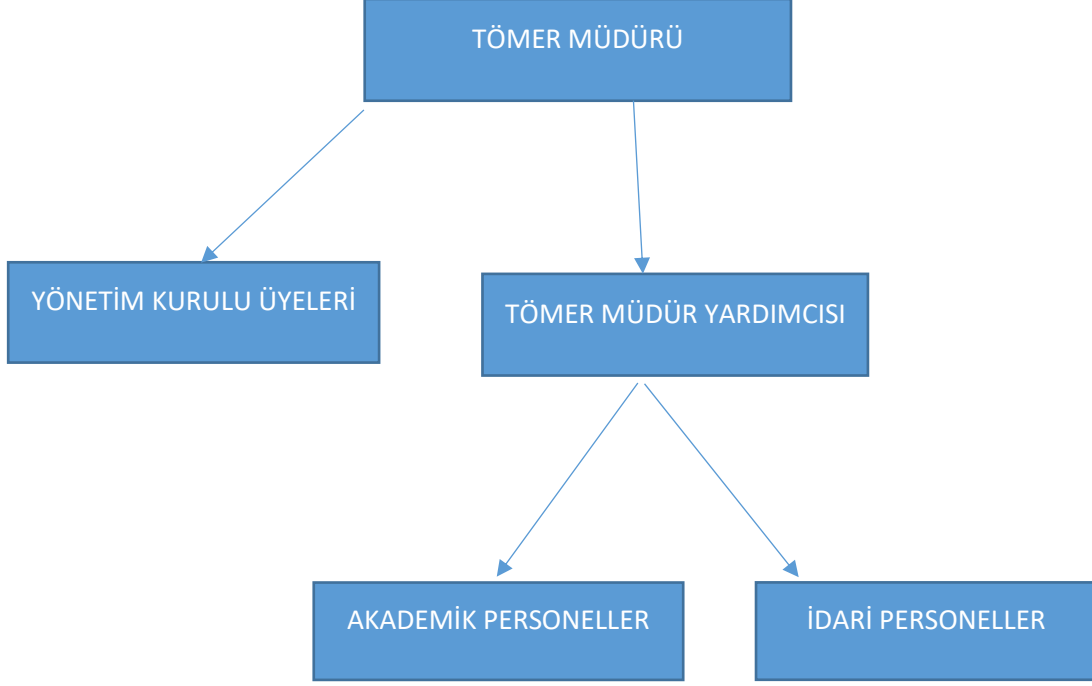 TÖMER MÜDÜRÜ
YÖNETİM KURULU ÜYELERİ
TÖMER MÜDÜR YARDIMCISI
AKADEMİK PERSONELLER
İDARİ PERSONELLER